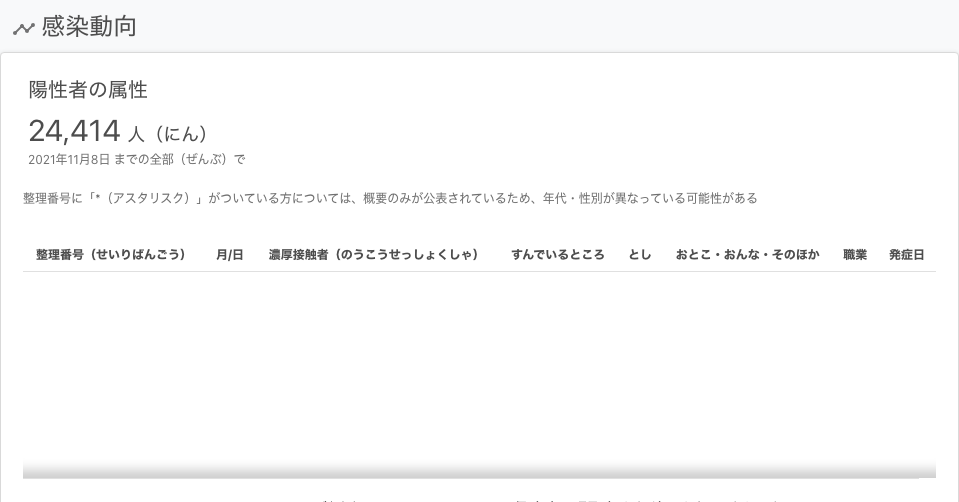 感染動向
陽性者の属性
24,414 人（にん）
2021年11月8日 までの全部（ぜんぶ）で
整理番号に「*（アスタリスク）」がついている方については、概要のみが公表されているため、年代・性別が異なっている可能性がある
整理番号（せいりばんごう） 月/日 濃厚接触者（のうこうせっしょくしゃ） すんでいるところ とし おとこ・おんな・そのほか 職業 発症日